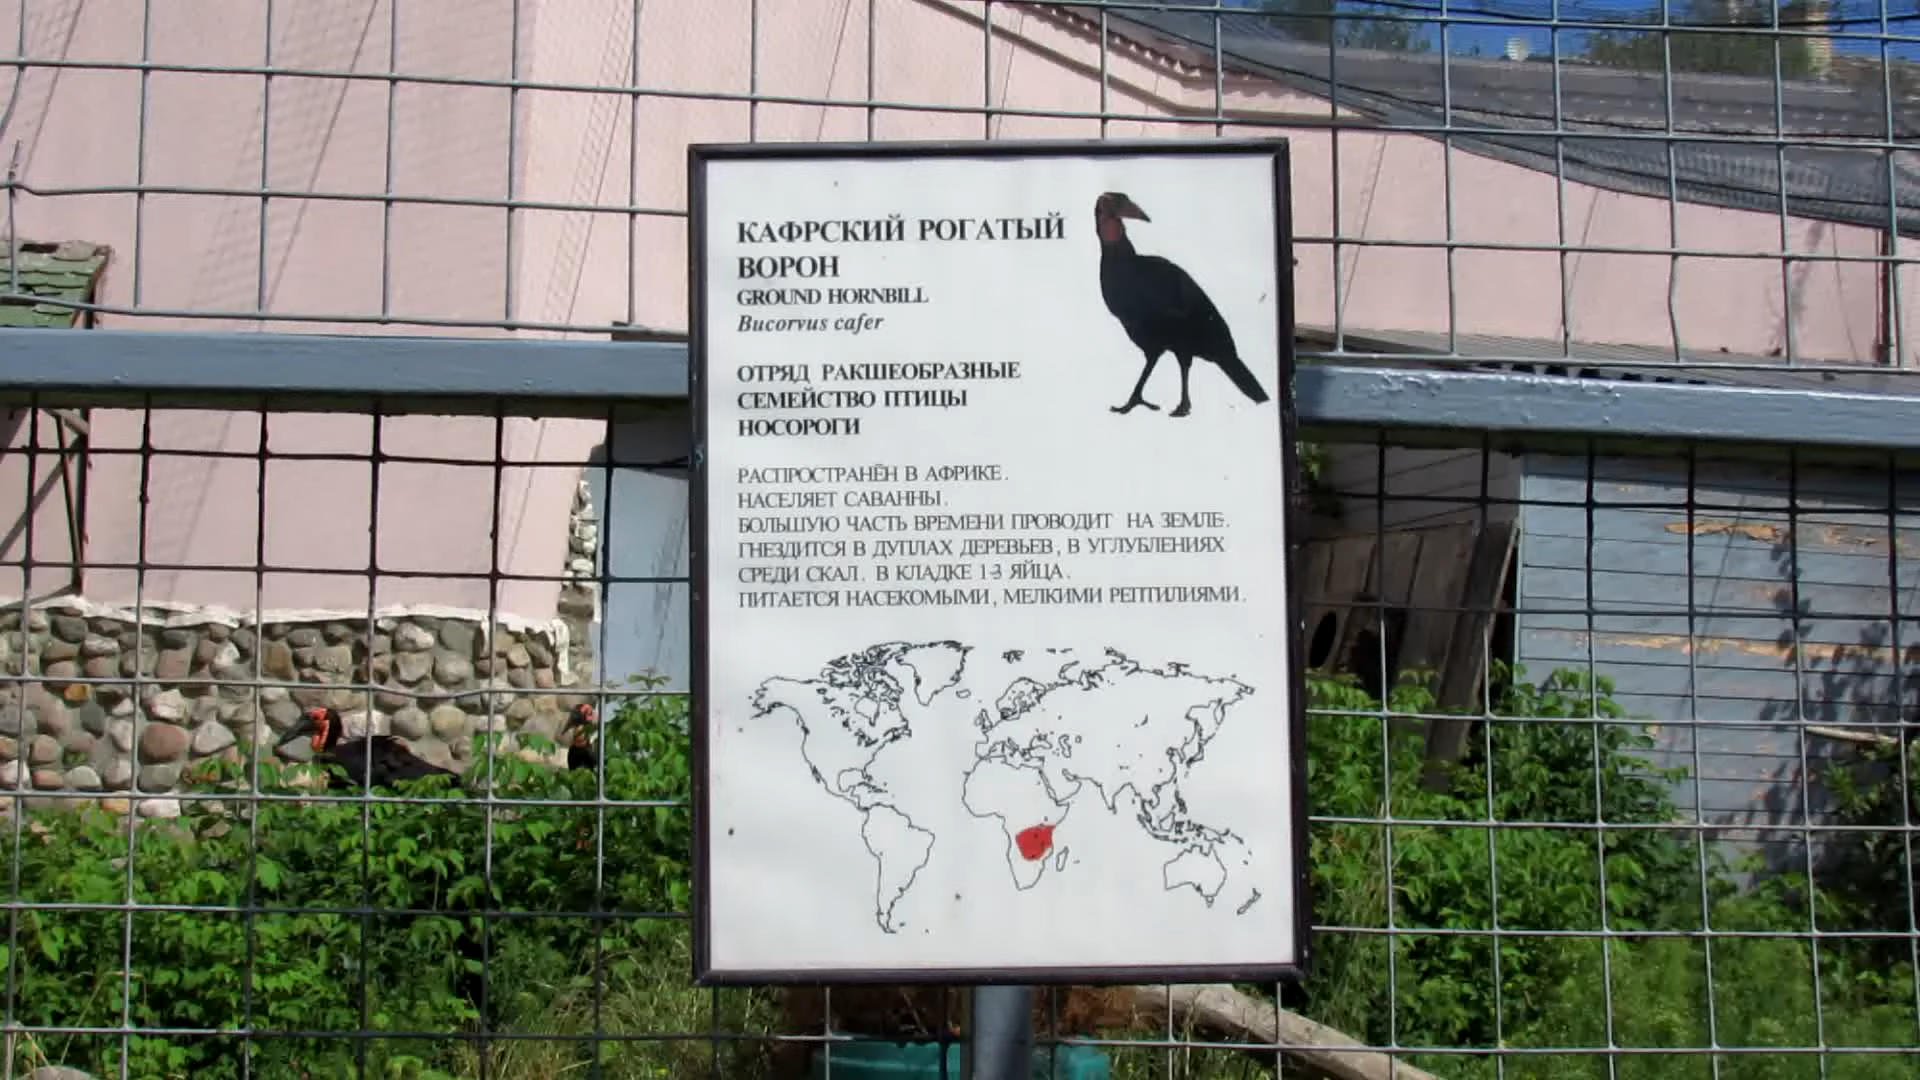 КАФРСКИЙ РОГАТЫЙ
ВОРОН
GROUND HORNBILL
Bucorvus cafer
ОТРЯД РАКШЕОБРАЗНЫЕ
СЕМЕЙСТВО ПТИЦЫ
НОСОРОГИ
РАСПРОСТРАНЁН В АФРИКЕ.
НАСЕЛЯЕТ САВАННЫ.
БОЛЬШУЮ ЧАСТЬ ВРЕМЕНИ ПРОВОДИТ НА ЗЕМЛЕ.
ГНЕЗДИТСЯ В ДУПЛАХ ДЕРЕВЬЕВ, В УГЛУБЛЕНИЯХ
СРЕДИ СКАЛ. В КЛАДКЕ 1-3 ЯЙЦА.
ПИТАЕТСЯ НАСЕКОМЫМИ, МЕЛКИМИ РЕПТИЛИЯМИ.